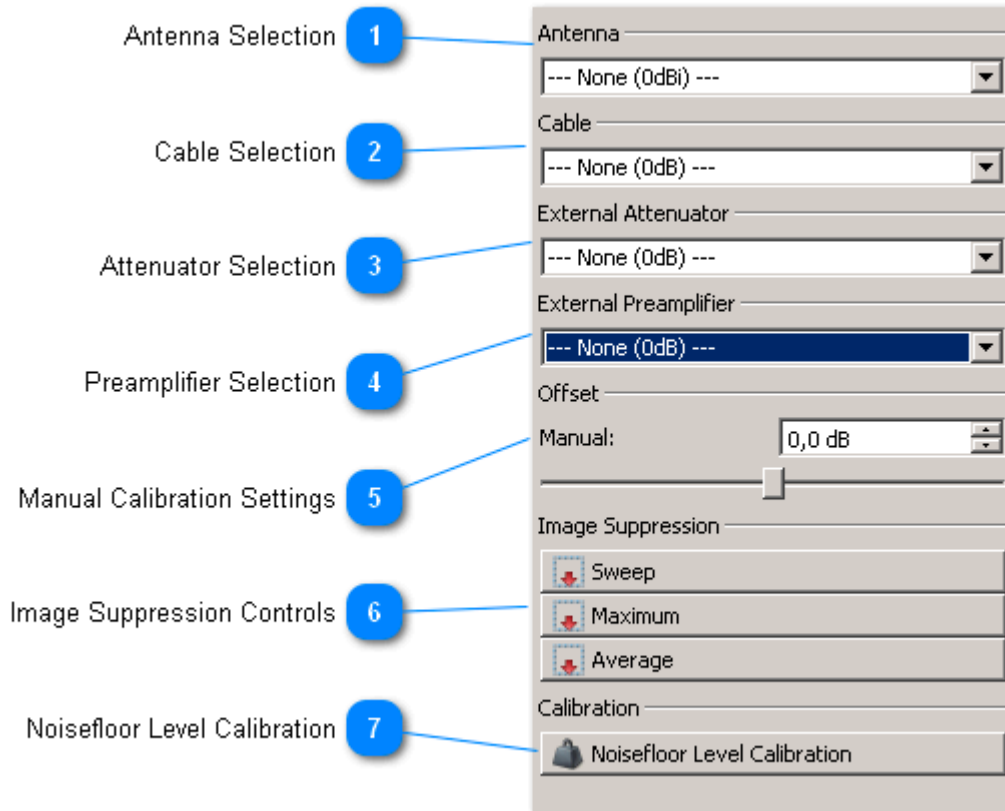 Antenna Selection 1
Antenna
--- None (0dBi) ---
Cable Selection 2
Cable
--- None (0dB) ---
Attenuator Selection 3
External Attenuator
--- None (0dB) ---
Preamplifier Selection 4
External Preamplifier
--- None (0dB) ---
Manual Calibration Settings 5
Offset
Manual: 0,0 dB
Image Suppression Controls 6
Image Suppression
Sweep
Maximum
Average
Noisefloor Level Calibration 7
Calibration
Noisefloor Level Calibration